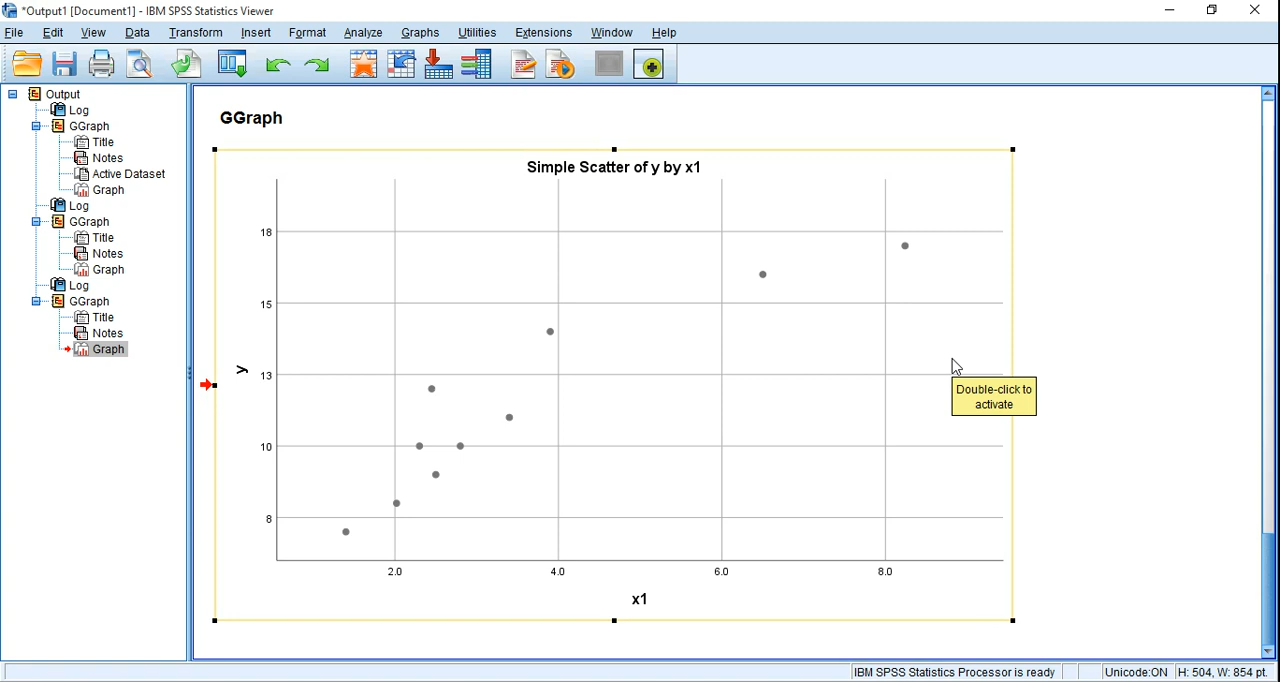 *Output1 [Document1] - IBM SPSS Statistics Viewer
File Edit View Data Transform Insert Format Analyze Graphs Utilities Extensions Window Help
Output
Log
GGraph
Title
Notes
Active Dataset
Graph
Log
GGraph
Title
Notes
Graph
Log
GGraph
Title
Notes
Graph
GGraph
Simple Scatter of y by x1
18
15
13
10
8
y
2.0 4.0 6.0 8.0
x1
Double-click to
activate
IBM SPSS Statistics Processor is ready Unicode:ON H: 504, W: 854 pt.